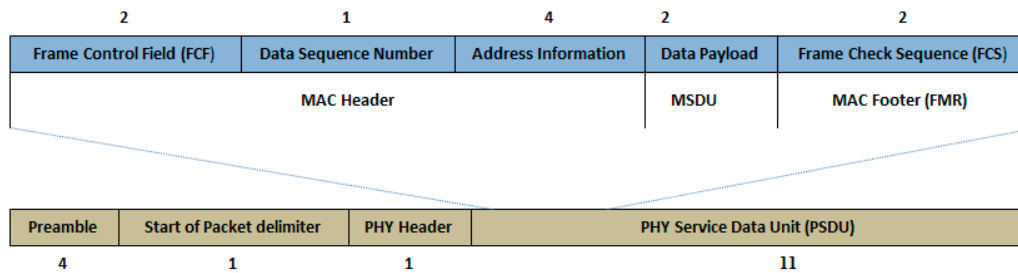 2 1 4 2 2
Frame Control Field (FCF) Data Sequence Number Address Information Data Payload Frame Check Sequence (FCS)
MAC Header MSDU MAC Footer (FMR)
Preamble Start of Packet delimiter PHY Header PHY Service Data Unit (PSDU)
4 1 1 11